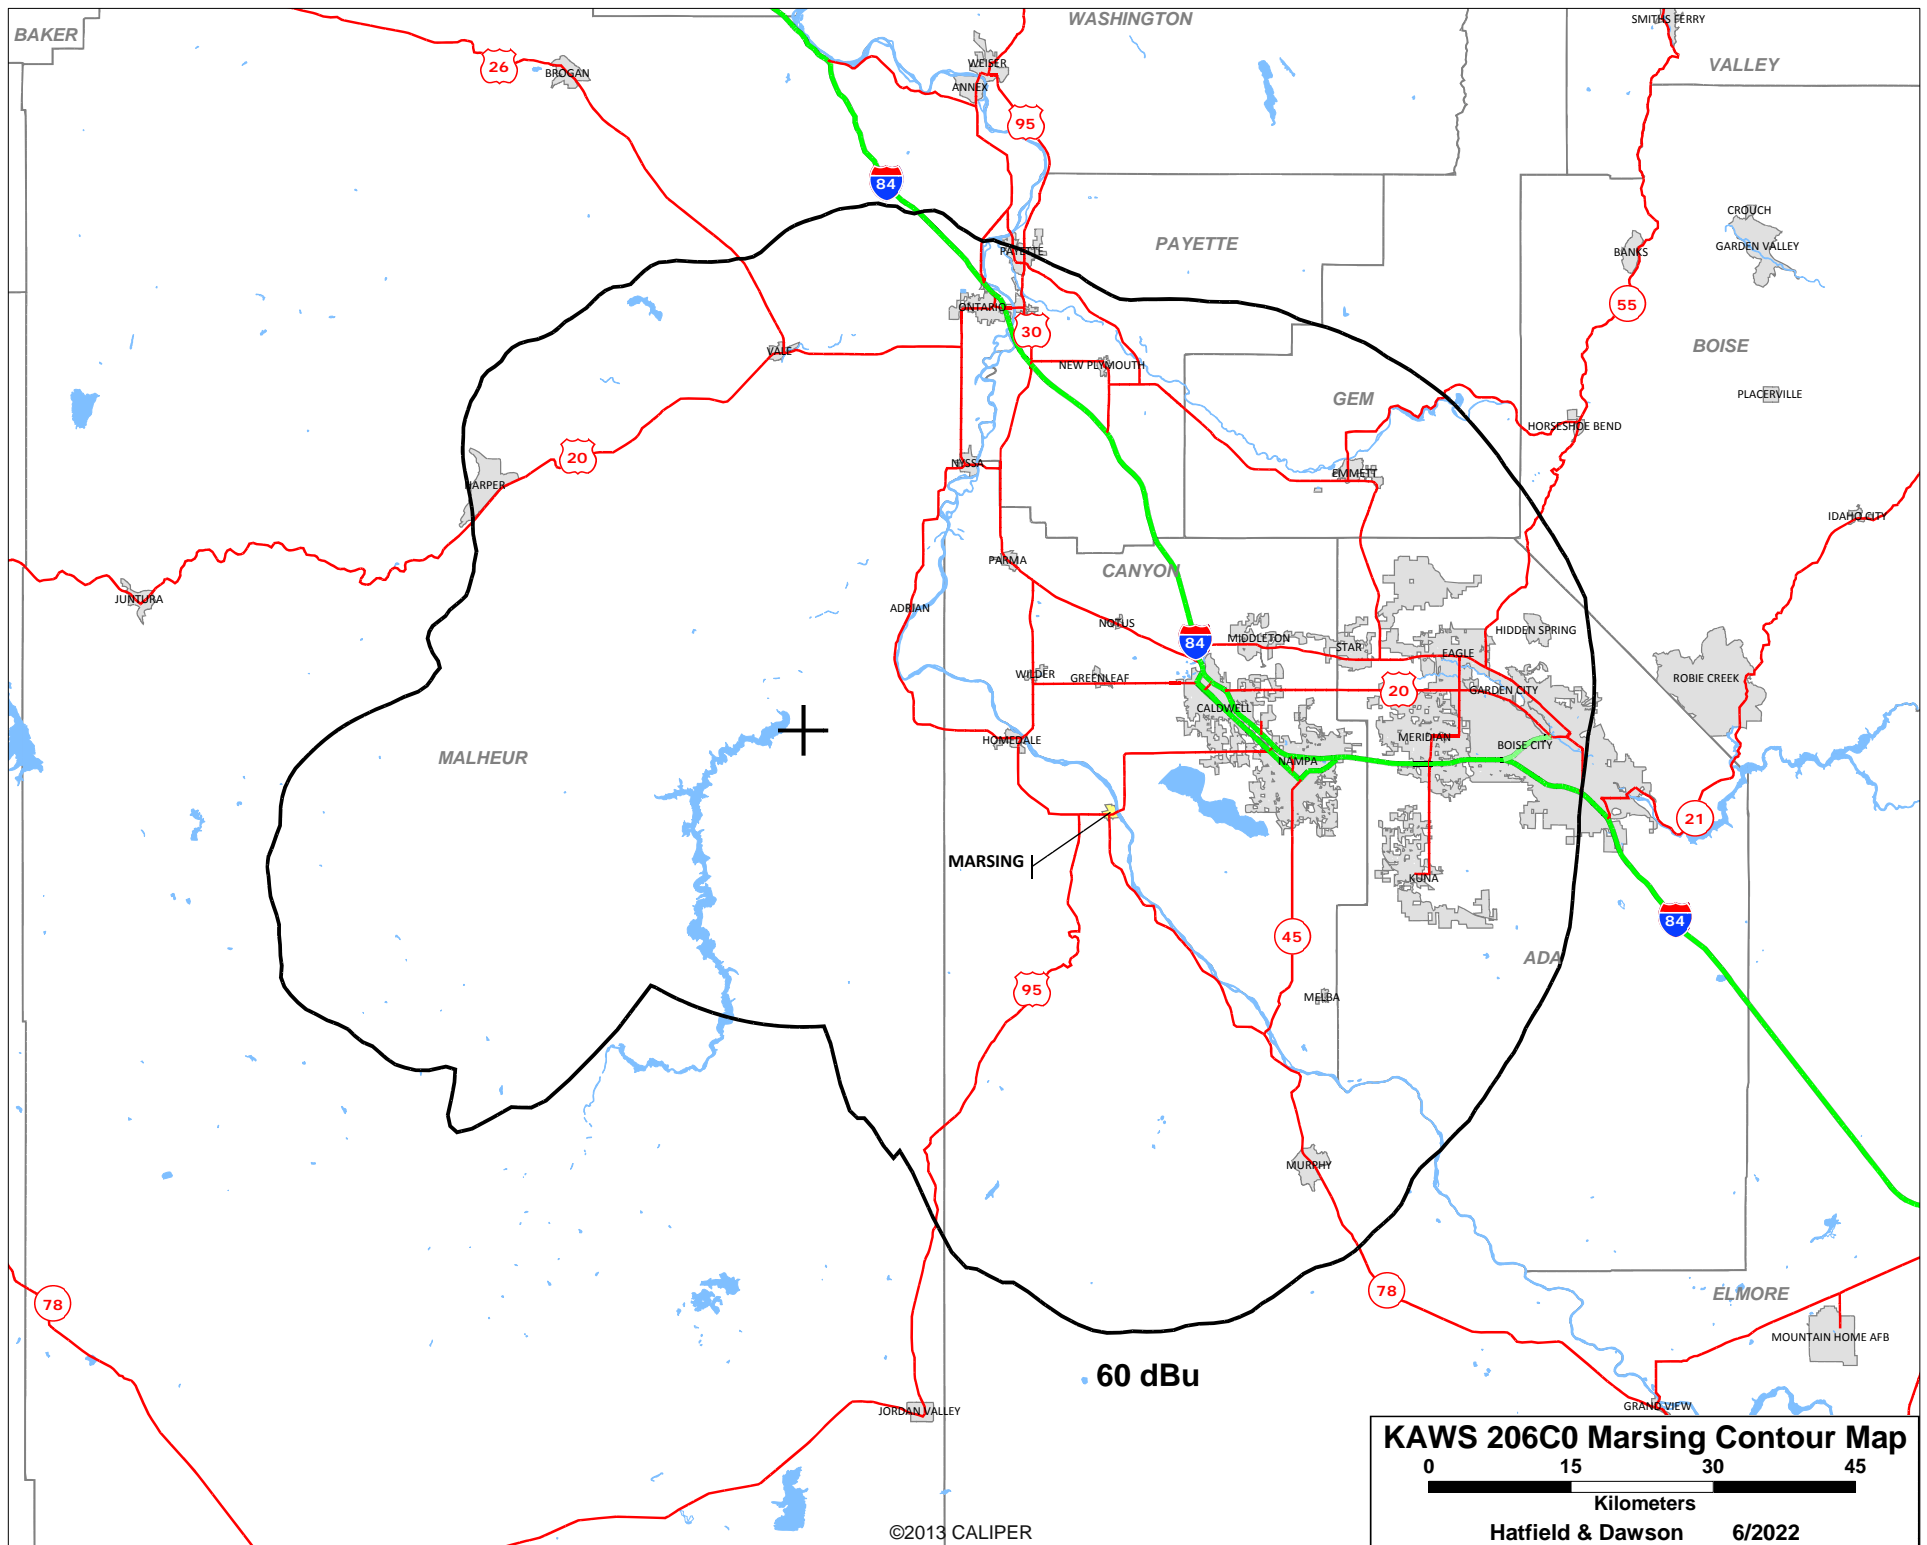 WASHINGTON
SMITHS FERRY
BAKER
26
BROGAN
WEISER
ANNEX
VALLEY
95
84
CROUCH
GARDEN VALLEY
PAYETTE
PAYETTE
BANKS
55
ONTARIO
30
VALE
NEW PLYMOUTH
BOISE
GEM
PLACERVILLE
HORSESHOE BEND
20
NYSSA
EMMETT
HARPER
IDAHO CITY
PARMA
CANYON
JUNTURA
ADRIAN
NOTUS
84
MIDDLETON
STAR
HIDDEN SPRING
EAGLE
WILDER
GREENLEAF
20
GARDEN CITY
ROBIE CREEK
CALDWELL
HOMEDALE
MERIDIAN
BOISE CITY
MALHEUR
NAMPA
MARSING
21
KUNA
84
45
ADA
95
MELBA
MURPHY
78
78
ELMORE
MOUNTAIN HOME AFB
60 dBu
JORDAN VALLEY
GRAND VIEW
KAWS 206C0 Marsing Contour Map
0 15 30 45
Kilometers
Hatfield & Dawson 6/2022
©2013 CALIPER